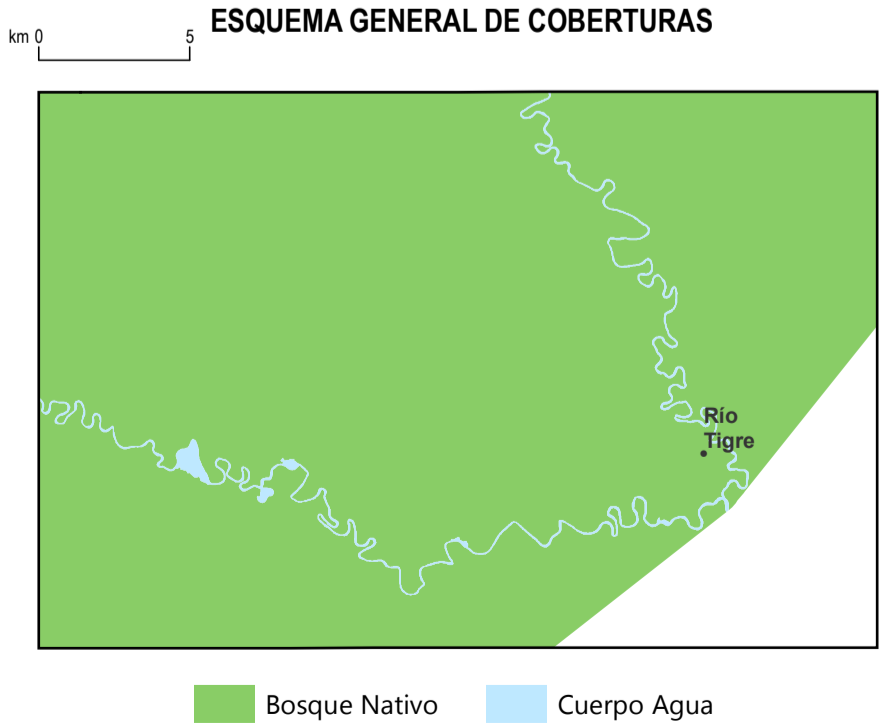 ESQUEMA GENERAL DE COBERTURAS
km 0 5
Río
Tigre
Bosque Nativo
Cuerpo Agua